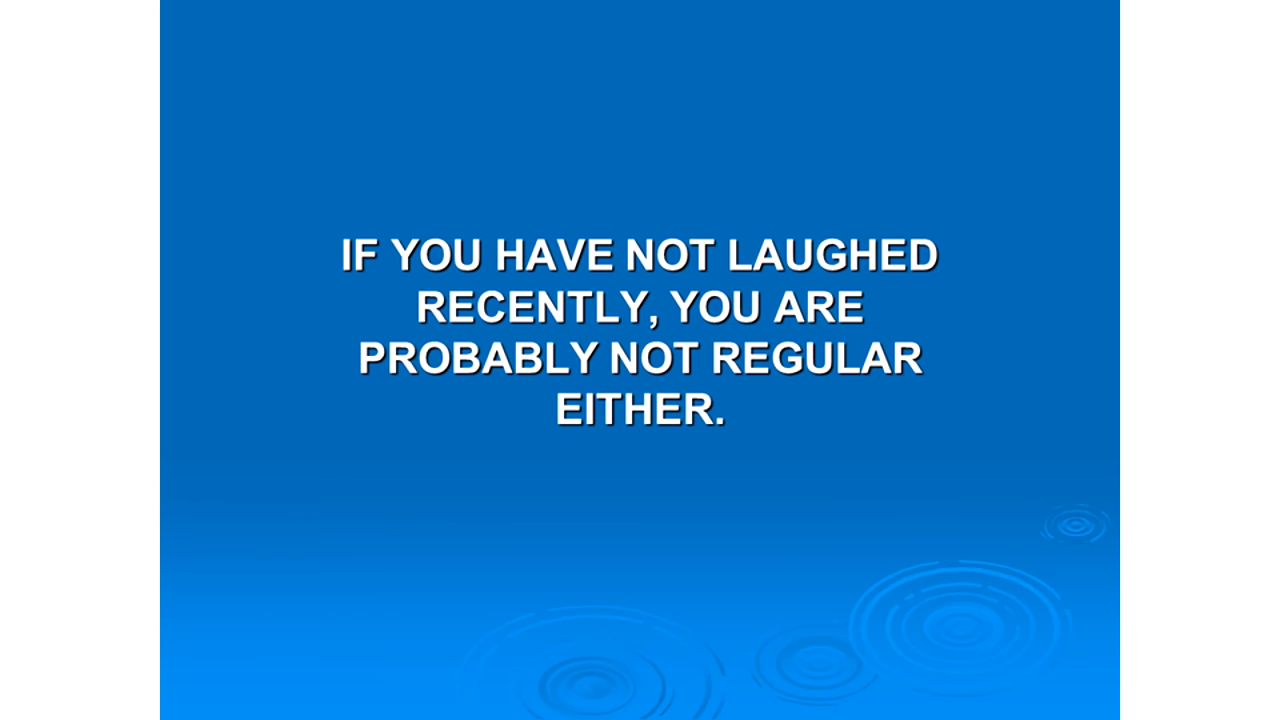 IF YOU HAVE NOT LAUGHED
RECENTLY, YOU ARE
PROBABLY NOT REGULAR
EITHER.